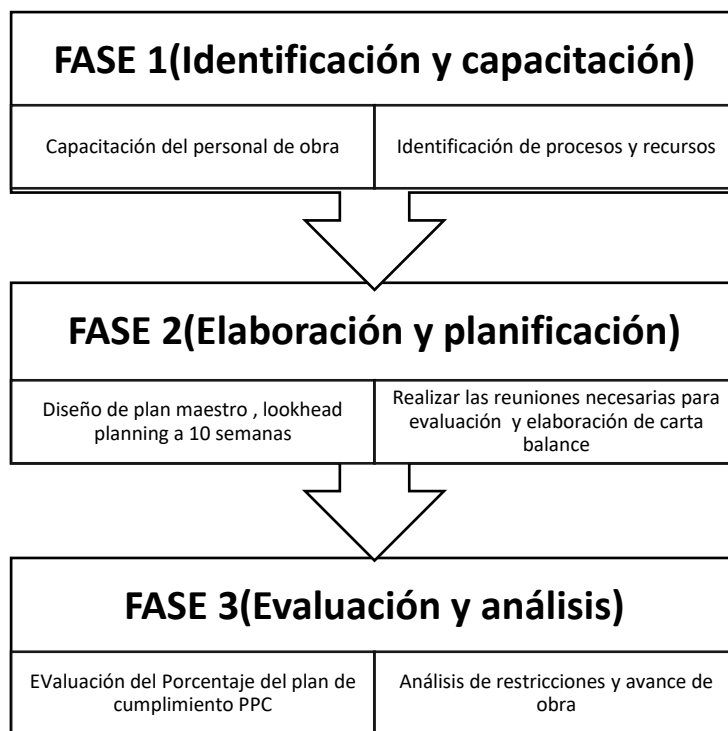 FASE 1(Identificación y capacitación)
Capacitación del personal de obra
Identificación de procesos y recursos
FASE 2(Elaboración y planificación)
Diseño de plan maestro , lookhead
planning a 10 semanas
Realizar las reuniones necesarias para
evaluación y elaboración de carta
balance
FASE 3(Evaluación y análisis)
EValuación del Porcentaje del plan de
cumplimiento PPC
Análisis de restricciones y avance de
obra